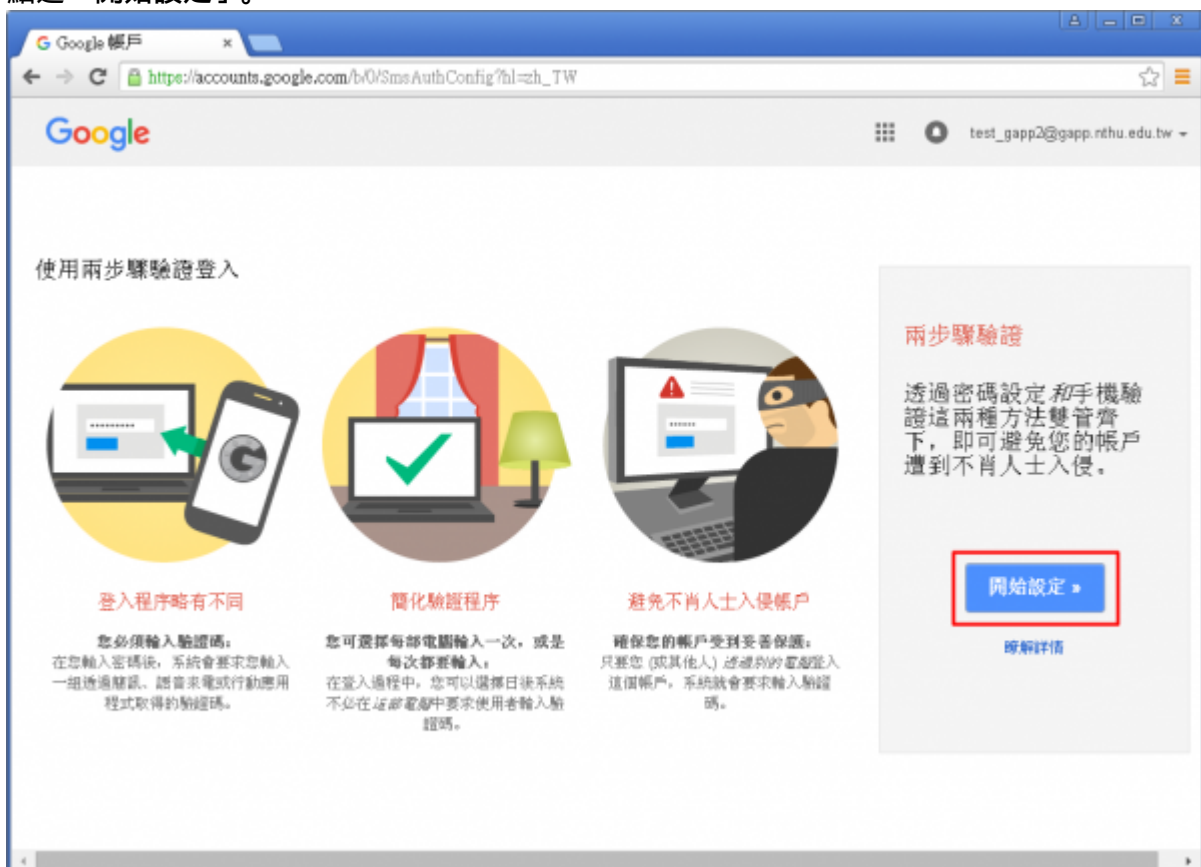 點選「開始設定」。
Google 帳戶
https://accounts.google.com/b/0/SmsAuthConfig?hl=zh_TW
Google
test_gapp2@gapp.nthu.edu.tw
使用兩步驟驗證登入
兩步驟驗證
透過密碼設定和手機驗
證這兩種方法雙管齊
下，即可避免您的帳戶
遭到不肖人士入侵。
開始設定 »
瞭解詳情
登入程序略有不同
您必須輸入驗證碼：
在您輸入密碼後，系統會要求您輸入
一組透過簡訊、語音來電或行動應用
程式取得的驗證碼。
簡化驗證程序
您可選擇每部電腦輸入一次，或是
每次都要輸入：
在登入過程中，您可以選擇日後系統
不必在這部電腦中要求使用者輸入驗
證碼。
避免不肖人士入侵帳戶
確保您的帳戶受到妥善保護：
只要您 (或其他人) 透過別的電腦登入
這個帳戶，系統就會要求輸入驗證
碼。